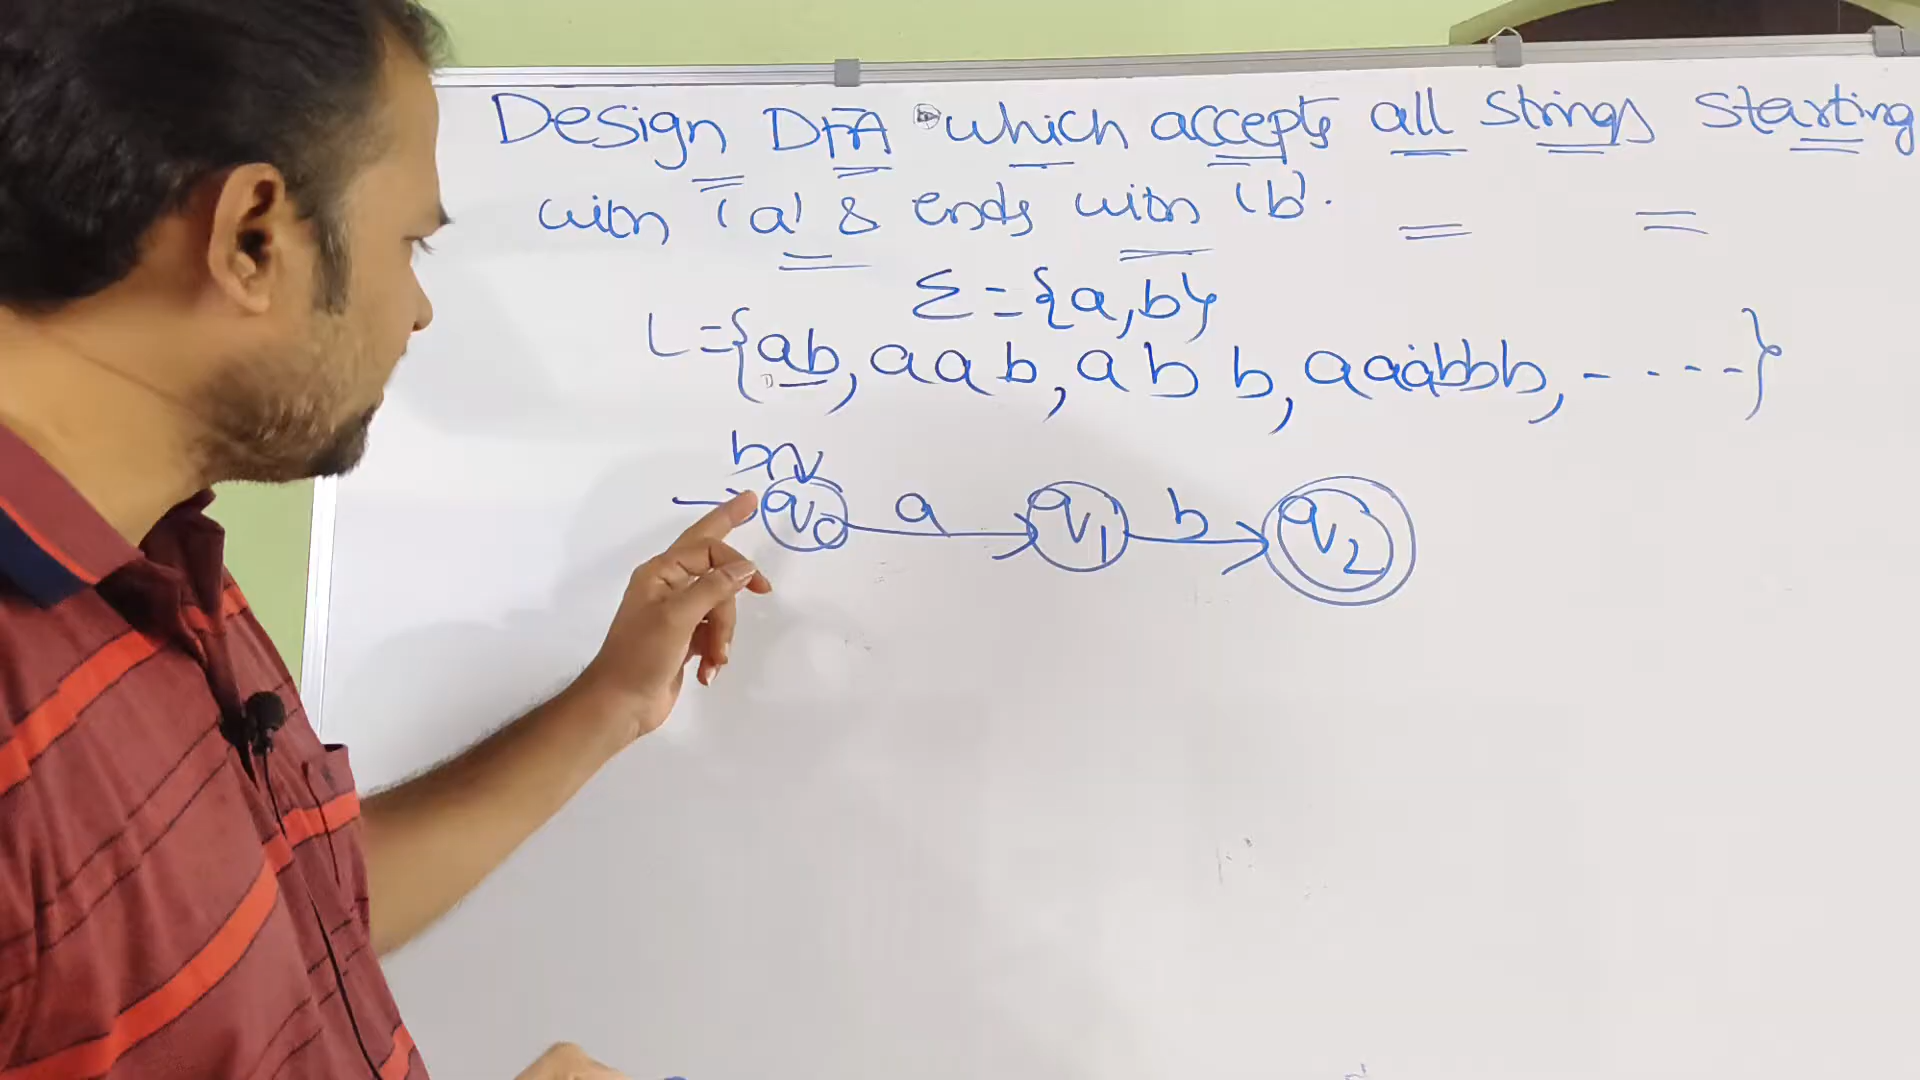 Design DFA which accepts all strings starting
with 'a' & ends with 'b'.
Σ = {a,b}
L = {ab, aab, abb, aaabbb, - - - - -}
b
q0 a q1 b q2